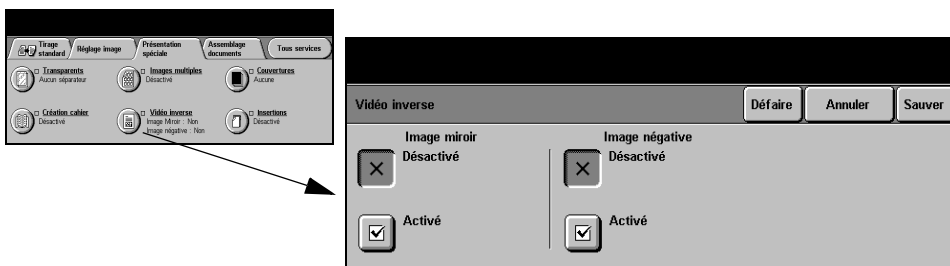 Tirage standard
Réglage image
Présentation spéciale
Assemblage documents
Tous services
Transparents
Aucun séparateur
Images multiples
Désactivé
Couvertures
Aucune
Création cahier
Désactivé
Vidéo inverse
Image Miroir : Non
Image négative : Non
Insertions
Désactivé
Vidéo inverse
Défaire
Annuler
Sauver
Image miroir
Désactivé
Activé
Image négative
Désactivé
Activé